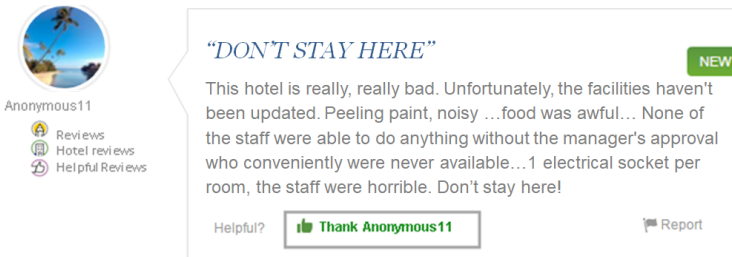 “DON’T STAY HERE”
NEW
This hotel is really, really bad. Unfortunately, the facilities haven't
been updated. Peeling paint, noisy …food was awful… None of
the staff were able to do anything without the manager's approval
who conveniently were never available…1 electrical socket per
room, the staff were horrible. Don’t stay here!
Anonymous11
Reviews
Hotel reviews
Helpful Reviews
Helpful?
Thank Anonymous11
Report